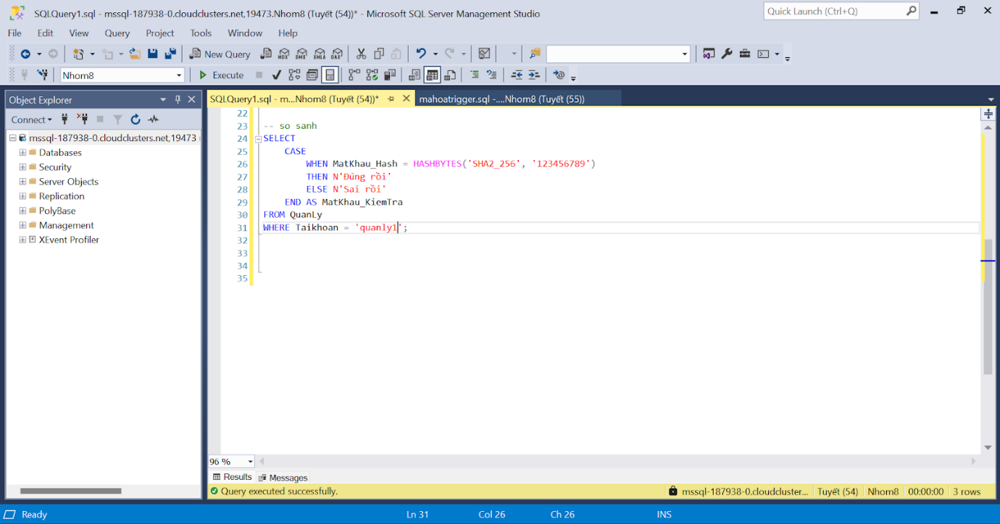 SQLQuery1.sql - mssql-187938-0.cloudclusters.net,19473.Nhom8 (Tuyết (54))* - Microsoft SQL Server Management Studio
Quick Launch (Ctrl+Q)
File Edit View Query Project Tools Window Help
New Query MDX DMX XMLA DAX
Nhom8 Execute
Object Explorer
SQLQuery1.sql - m...Nhom8 (Tuyết (54))* mahoatrigger.sql -....Nhom8 (Tuyết (55))
Connect
mssql-187938-0.cloudclusters.net,19473
Databases
Security
Server Objects
Replication
PolyBase
Management
XEvent Profiler
22
23 -- so sanh
24 SELECT
25 CASE
26 WHEN MatKhau_Hash = HASHBYTES('SHA2_256', '123456789')
27 THEN N'Đúng rồi'
28 ELSE N'Sai rồi'
29 END AS MatKhau_KiemTra
30 FROM QuanLy
31 WHERE Taikhoan = 'quanly1';
32
33
34
35
96 %
Results Messages
Query executed successfully. mssql-187938-0.cloudcluster... Tuyết (54) Nhom8 00:00:00 3 rows
Ready Ln 31 Col 26 Ch 26 INS